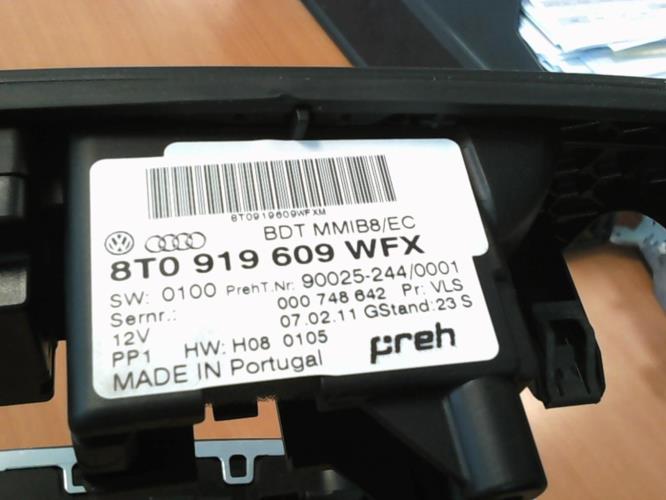 8T0919609WFXM
BDT MMIB8/EC
8T0 919 609 WFX
SW: 0100 PrehT.Nr: 90025-244/0001
Sernr.: 000 748 642 Pr: VLS
12V 07.02.11 GStand: 23 S
PP1 HW: H08 0105
MADE IN Portugal preh